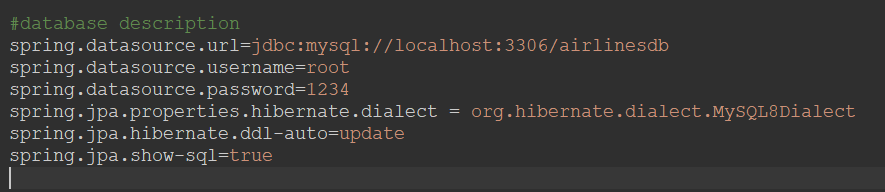 #database description
spring.datasource.url=jdbc:mysql://localhost:3306/airlinesdb
spring.datasource.username=root
spring.datasource.password=1234
spring.jpa.properties.hibernate.dialect = org.hibernate.dialect.MySQL8Dialect
spring.jpa.hibernate.ddl-auto=update
spring.jpa.show-sql=true